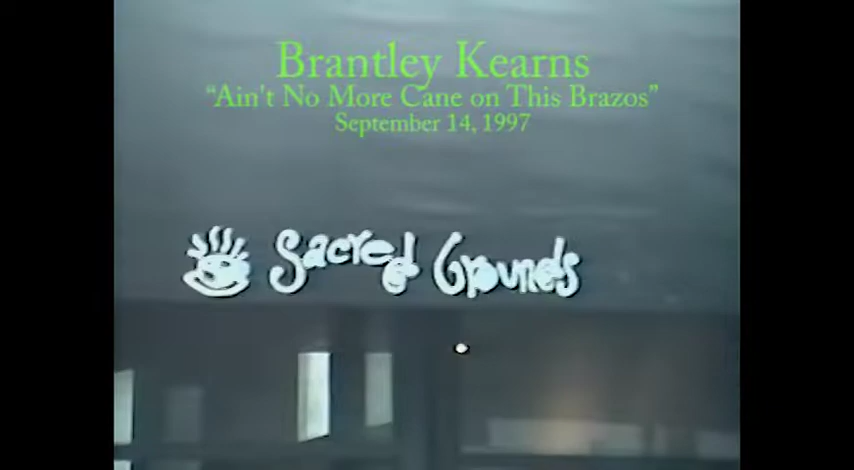 Brantley Kearns
“Ain't No More Cane on This Brazos”
September 14, 1997
Sacred Grounds